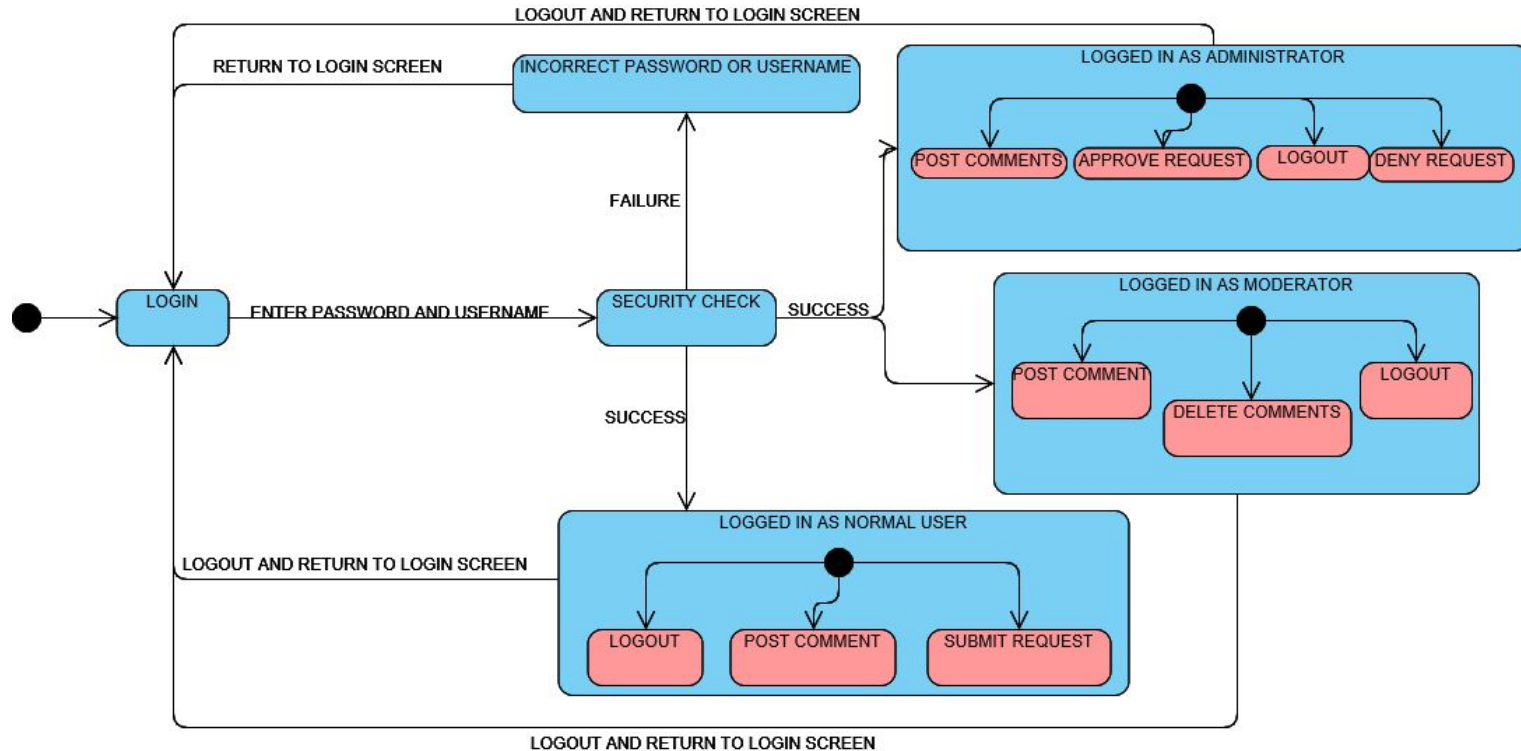 LOGOUT AND RETURN TO LOGIN SCREEN
RETURN TO LOGIN SCREEN
INCORRECT PASSWORD OR USERNAME
LOGGED IN AS ADMINISTRATOR
POST COMMENTS
APPROVE REQUEST
LOGOUT
DENY REQUEST
FAILURE
LOGIN
ENTER PASSWORD AND USERNAME
SECURITY CHECK
SUCCESS
LOGGED IN AS MODERATOR
POST COMMENT
DELETE COMMENTS
LOGOUT
SUCCESS
LOGGED IN AS NORMAL USER
LOGOUT AND RETURN TO LOGIN SCREEN
LOGOUT
POST COMMENT
SUBMIT REQUEST
LOGOUT AND RETURN TO LOGIN SCREEN